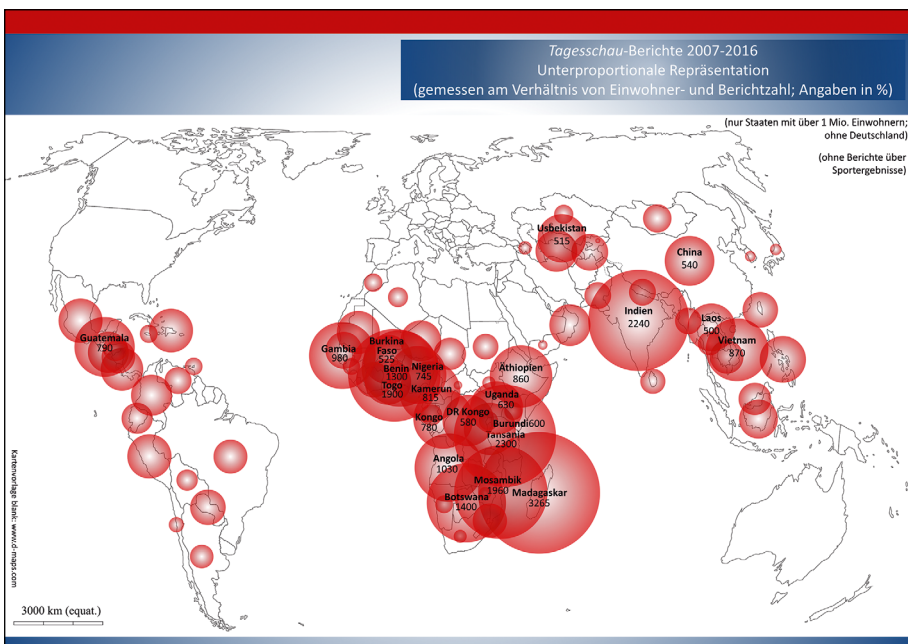 Tagesschau-Berichte 2007-2016
Unterproportionale Repräsentation
(gemessen am Verhältnis von Einwohner- und Berichtzahl; Angaben in %)
(nur Staaten mit über 1 Mio. Einwohnern;
ohne Deutschland)
(ohne Berichte über
Sportergebnisse)
Usbekistan
515
China
540
Indien
2240
Laos
500
Vietnam
870
Guatemala
790
Gambia
980
Burkina
Faso
525
Benin
1300
Togo
1900
Nigeria
745
Kamerun
815
Äthiopien
860
Uganda
630
Kongo
780
DR Kongo
580
Burundi600
Tansania
2300
Angola
1030
Mosambik
1960
Botswana
1400
Madagaskar
3265
Kartenvorlage blank: www.d-maps.com
3000 km (equat.)